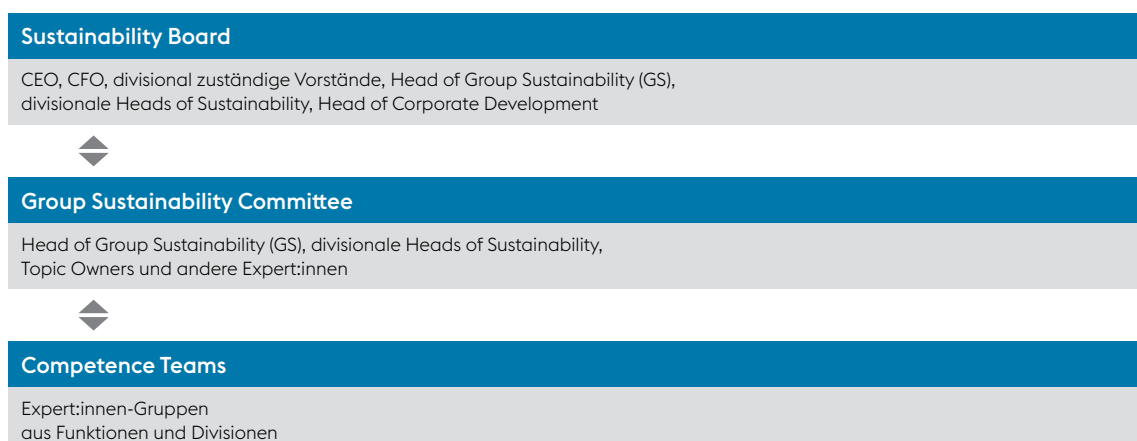 Sustainability Board
CEO, CFO, divisional zuständige Vorstände, Head of Group Sustainability (GS),
divisionale Heads of Sustainability, Head of Corporate Development
Group Sustainability Committee
Head of Group Sustainability (GS), divisionale Heads of Sustainability,
Topic Owners und andere Expert:innen
Competence Teams
Expert:innen-Gruppen
aus Funktionen und Divisionen